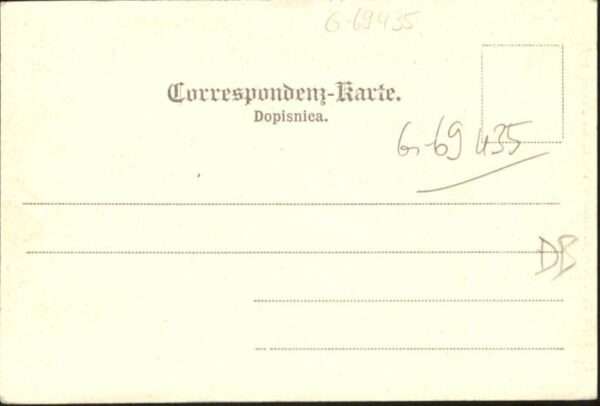 G-69435
Correspondenz-Karte.
Dopisnica.
G-69435
DB